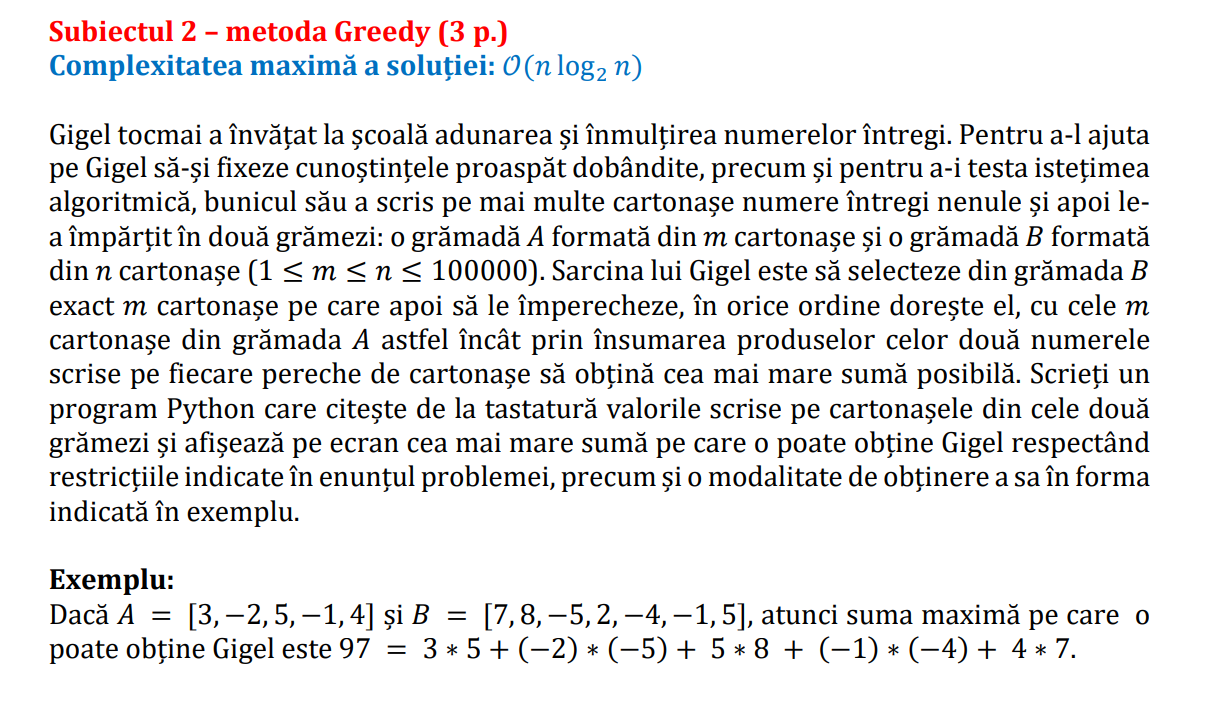 Subiectul 2 – metoda Greedy (3 p.)
Complexitatea maximă a soluției: 𝒪(n log₂ n)
Gigel tocmai a învățat la școală adunarea și înmulțirea numerelor întregi. Pentru a-l ajuta
pe Gigel să-și fixeze cunoștințele proaspăt dobândite, precum și pentru a-i testa istețimea
algoritmică, bunicul său a scris pe mai multe cartonașe numere întregi nenule și apoi le-
a împărțit în două grămezi: o grămadă A formată din m cartonașe și o grămadă B formată
din n cartonașe (1 ≤ m ≤ n ≤ 100000). Sarcina lui Gigel este să selecteze din grămada B
exact m cartonașe pe care apoi să le împerecheze, în orice ordine dorește el, cu cele m
cartonașe din grămada A astfel încât prin însumarea produselor celor două numerele
scrise pe fiecare pereche de cartonașe să obțină cea mai mare sumă posibilă. Scrieți un
program Python care citește de la tastatură valorile scrise pe cartonașele din cele două
grămezi și afișează pe ecran cea mai mare sumă pe care o poate obține Gigel respectând
restricțiile indicate în enunțul problemei, precum și o modalitate de obținere a sa în forma
indicată în exemplu.
Exemplu:
Dacă A = [3, −2, 5, −1, 4] și B = [7, 8, −5, 2, −4, −1, 5], atunci suma maximă pe care o
poate obține Gigel este 97 = 3 * 5 + (−2) * (−5) + 5 * 8 + (−1) * (−4) + 4 * 7.